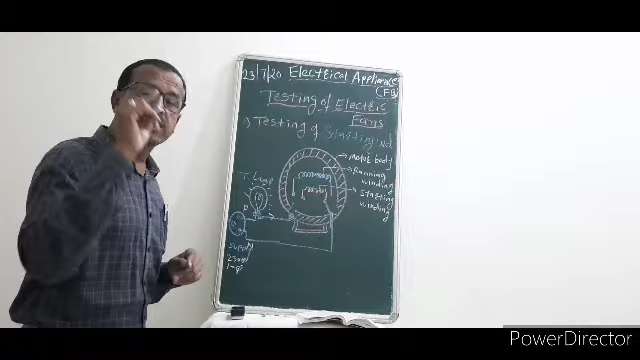 23/7/20 Electrical Appliances
(FB)
Testing of Electric
Fans
1) Testing of Starting Wd
T. Lamp
Motor body
Running
winding
Starting
winding
P
N
Supply
230V
1-φ
PowerDirector